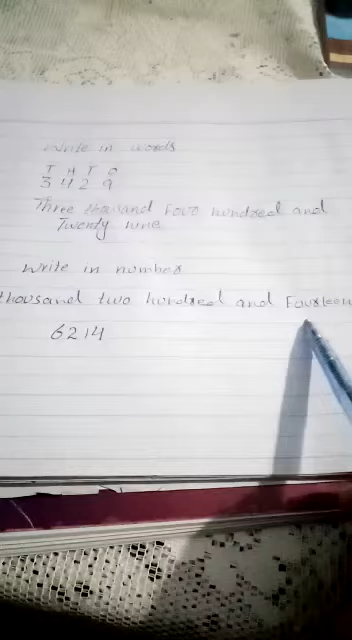 Write in words
T H T O
3 4 2 9
Three thousand Four hundred and
Twenty nine
Write in number
thousand two hundred and Fourteen
6214